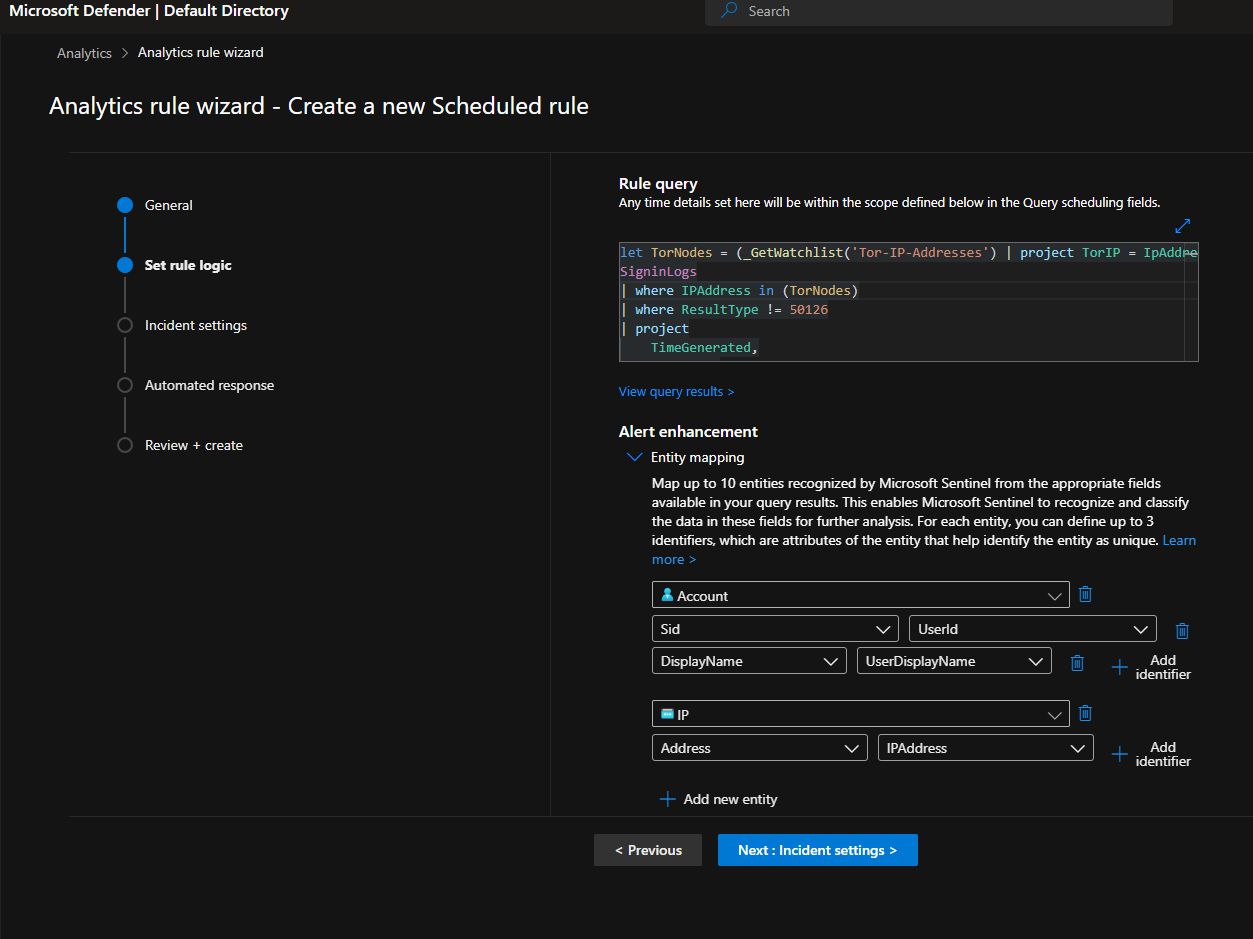 Microsoft Defender | Default Directory
Search
Analytics > Analytics rule wizard
Analytics rule wizard - Create a new Scheduled rule
General
Set rule logic
Incident settings
Automated response
Review + create
Rule query
Any time details set here will be within the scope defined below in the Query scheduling fields.
let TorNodes = (_GetWatchlist('Tor-IP-Addresses') | project TorIP = IpAddre
SigninLogs
| where IPAddress in (TorNodes)
| where ResultType != 50126
| project
TimeGenerated,
View query results >
Alert enhancement
Entity mapping
Map up to 10 entities recognized by Microsoft Sentinel from the appropriate fields
available in your query results. This enables Microsoft Sentinel to recognize and classify
the data in these fields for further analysis. For each entity, you can define up to 3
identifiers, which are attributes of the entity that help identify the entity as unique. Learn
more >
Account
Sid UserId
DisplayName UserDisplayName Add
identifier
IP
Address IPAddress Add
identifier
Add new entity
< Previous Next : Incident settings >